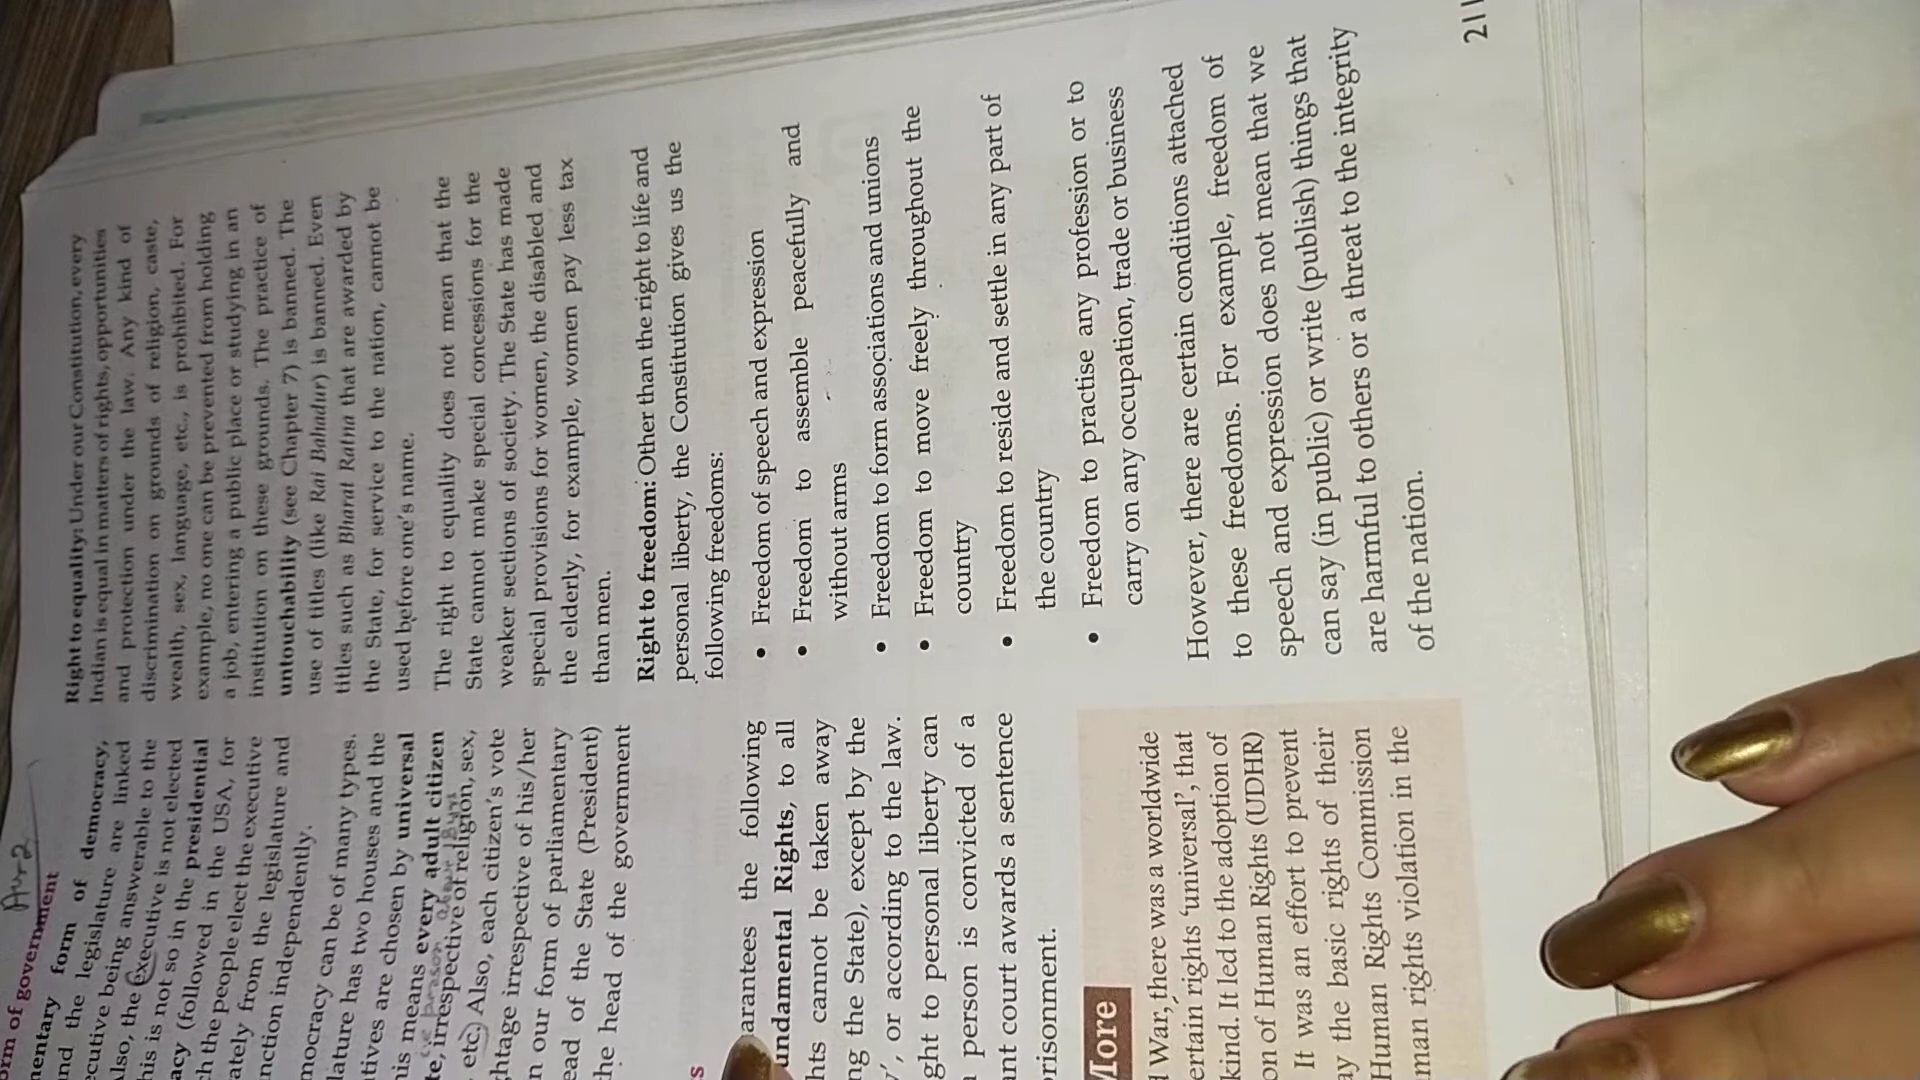 orm of government
mentary form of democracy,
and the legislature are linked
ecutive being answerable to the
Also, the executive is not so
his is not so in the presidential
acy (followed in the USA, for
ch the people elect the executive
ately from the legislature and
nction independently.
mocracy can be of many types.
lature has two houses and the
tatives are chosen by universal
his means every adult citizen
te, irrespective of religion, sex,
etc. Also, each citizen's vote
ghtage irrespective of his/her
n our form of parliamentary
ead of the State (President)
he head of the government
s
arantees the following
undamental Rights, to all
hts cannot be taken away
ng the State), except by the
y', or according to the law.
ght to personal liberty can
a person is convicted of a
ant court awards a sentence
prisonment.
More
d War, there was a worldwide
ertain rights 'universal', that
kind. It led to the adoption of
on of Human Rights (UDHR)
It was an effort to prevent
ay the basic rights of their
Human Rights Commission
man rights violation in the
Right to equality: Under our Constitution, every
Indian is equal in matters of rights, opportunities
and protection under the law. Any kind of
discrimination on grounds of religion, caste,
wealth, sex, language, etc., is prohibited. For
example, no one can be prevented from holding
a job, entering a public place or studying in an
institution on these grounds. The practice of
untouchability (see Chapter 7) is banned. The
use of titles (like Rai Bahadur) is banned. Even
titles such as Bharat Ratna that are awarded by
the State, for service to the nation, cannot be
used before one's name.
The right to equality does not mean that the
State cannot make special concessions for the
weaker sections of society. The State has made
special provisions for women, the disabled and
the elderly, for example, women pay less tax
than men.
Right to freedom: Other than the right to life and
personal liberty, the Constitution gives us the
following freedoms:
• Freedom of speech and expression
• Freedom to assemble peacefully and
without arms
• Freedom to form associations and unions
• Freedom to move freely throughout the
country
• Freedom to reside and settle in any part of
the country
• Freedom to practise any profession or to
carry on any occupation, trade or business
However, there are certain conditions attached
to these freedoms. For example, freedom of
speech and expression does not mean that we
can say (in public) or write (publish) things that
are harmful to others or a threat to the integrity
of the nation.
211